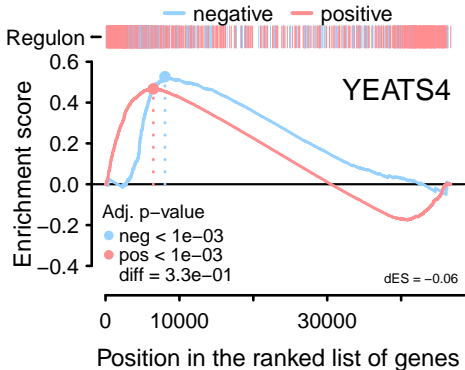 negative positive
Regulon
YEATS4
Enrichment score
0.6
0.4
0.2
0.0
−0.2
−0.4
Adj. p−value
neg < 1e−03
pos < 1e−03
diff = 3.3e−01
dES = −0.06
0 10000 30000
Position in the ranked list of genes